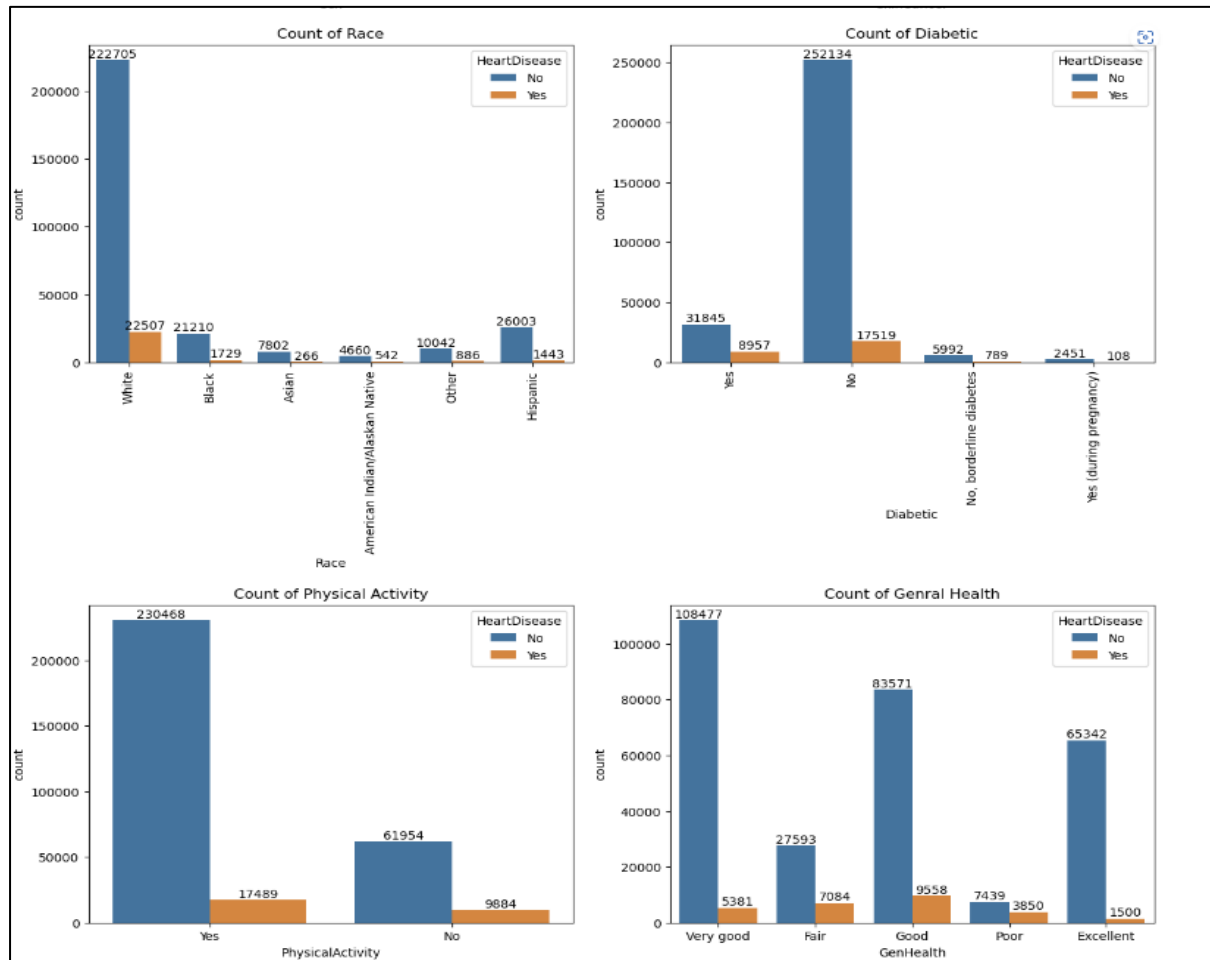 Count of Race
HeartDisease
No
Yes
222705
22507
21210
1729
7802
266
4660
542
10042
886
26003
1443
200000
150000
100000
50000
0
count
White
Black
Asian
American Indian/Alaskan Native
Other
Hispanic
Race
Count of Diabetic
HeartDisease
No
Yes
31845
8957
252134
17519
5992
789
2451
108
250000
200000
150000
100000
50000
0
count
Yes
No
No, borderline diabetes
Yes (during pregnancy)
Diabetic
Count of Physical Activity
HeartDisease
No
Yes
230468
17489
61954
9884
200000
150000
100000
50000
0
count
Yes
No
PhysicalActivity
Count of Genral Health
HeartDisease
No
Yes
108477
5381
27593
7084
83571
9558
7439
3850
65342
1500
100000
80000
60000
40000
20000
0
count
Very good
Fair
Good
Poor
Excellent
GenHealth